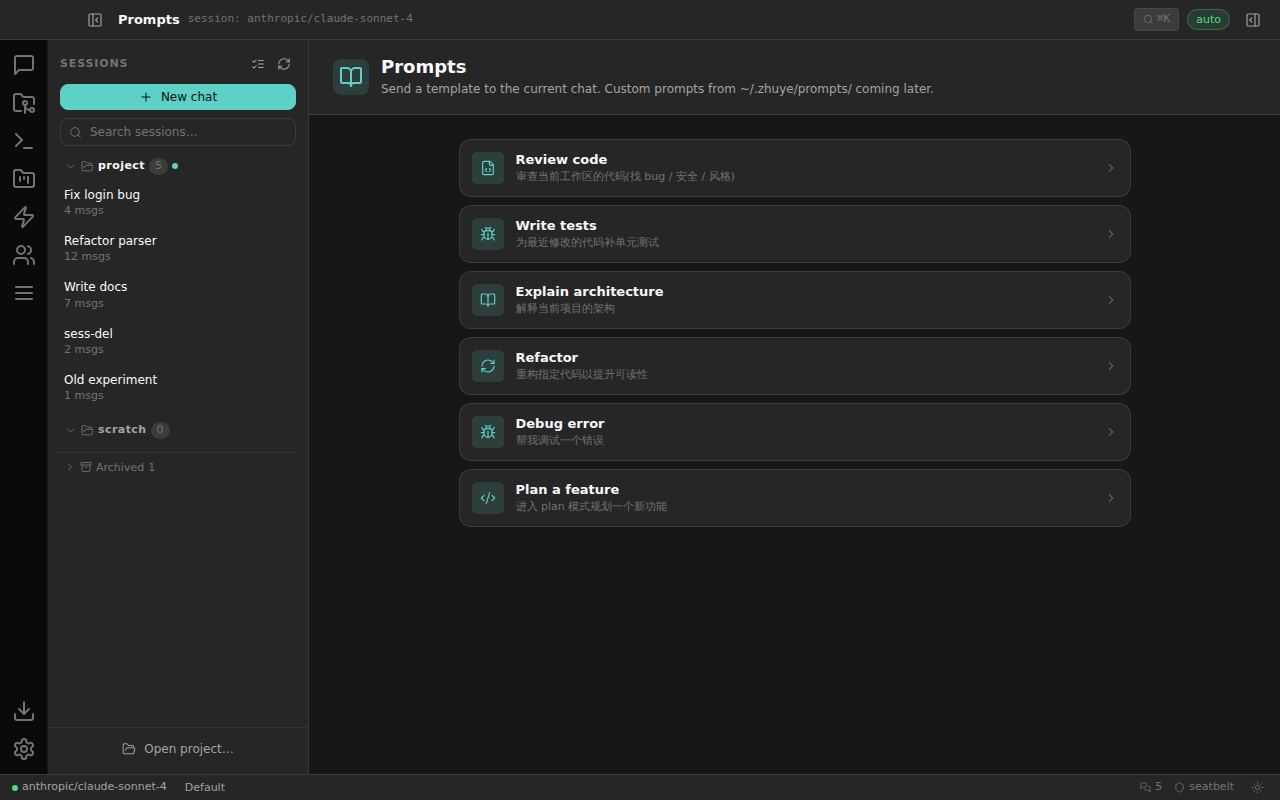 Prompts session: anthropic/claude-sonnet-4
⌘K
auto
SESSIONS
New chat
Search sessions…
project 5
Fix login bug
4 msgs
Refactor parser
12 msgs
Write docs
7 msgs
sess-del
2 msgs
Old experiment
1 msgs
scratch 0
Archived 1
Open project…
Prompts
Send a template to the current chat. Custom prompts from ~/.zhuye/prompts/ coming later.
Review code
审查当前工作区的代码(找 bug / 安全 / 风格)
Write tests
为最近修改的代码补单元测试
Explain architecture
解释当前项目的架构
Refactor
重构指定代码以提升可读性
Debug error
帮我调试一个错误
Plan a feature
进入 plan 模式规划一个新功能
anthropic/claude-sonnet-4 Default
5 seatbelt